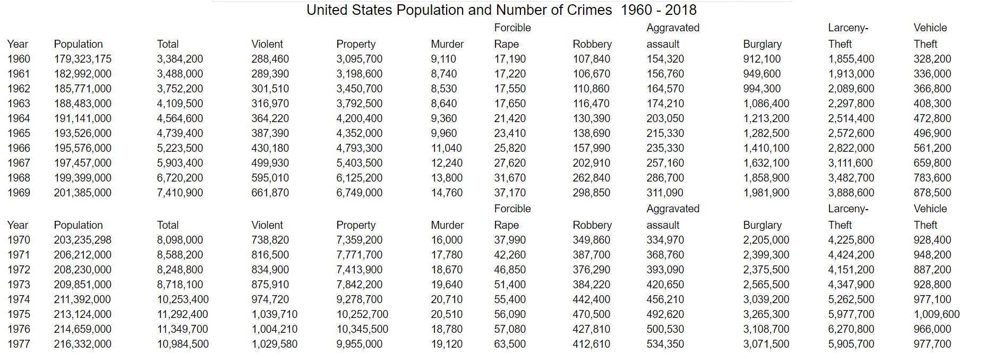 United States Population and Number of Crimes 1960 - 2018
Forcible Aggravated Larceny- Vehicle
Year Population Total Violent Property Murder Rape Robbery assault Burglary Theft Theft
1960 179,323,175 3,384,200 288,460 3,095,700 9,110 17,190 107,840 154,320 912,100 1,855,400 328,200
1961 182,992,000 3,488,000 289,390 3,198,600 8,740 17,220 106,670 156,760 949,600 1,913,000 336,000
1962 185,771,000 3,752,200 301,510 3,450,700 8,530 17,550 110,860 164,570 994,300 2,089,600 366,800
1963 188,483,000 4,109,500 316,970 3,792,500 8,640 17,650 116,470 174,210 1,086,400 2,297,800 408,300
1964 191,141,000 4,564,600 364,220 4,200,400 9,360 21,420 130,390 203,050 1,213,200 2,514,400 472,800
1965 193,526,000 4,739,400 387,390 4,352,000 9,960 23,410 138,690 215,330 1,282,500 2,572,600 496,900
1966 195,576,000 5,223,500 430,180 4,793,300 11,040 25,820 157,990 235,330 1,410,100 2,822,000 561,200
1967 197,457,000 5,903,400 499,930 5,403,500 12,240 27,620 202,910 257,160 1,632,100 3,111,600 659,800
1968 199,399,000 6,720,200 595,010 6,125,200 13,800 31,670 262,840 286,700 1,858,900 3,482,700 783,600
1969 201,385,000 7,410,900 661,870 6,749,000 14,760 37,170 298,850 311,090 1,981,900 3,888,600 878,500
Forcible Aggravated Larceny- Vehicle
Year Population Total Violent Property Murder Rape Robbery assault Burglary Theft Theft
1970 203,235,298 8,098,000 738,820 7,359,200 16,000 37,990 349,860 334,970 2,205,000 4,225,800 928,400
1971 206,212,000 8,588,200 816,500 7,771,700 17,780 42,260 387,700 368,760 2,399,300 4,424,200 948,200
1972 208,230,000 8,248,800 834,900 7,413,900 18,670 46,850 376,290 393,090 2,375,500 4,151,200 887,200
1973 209,851,000 8,718,100 875,910 7,842,200 19,640 51,400 384,220 420,650 2,565,500 4,347,900 928,800
1974 211,392,000 10,253,400 974,720 9,278,700 20,710 55,400 442,400 456,210 3,039,200 5,262,500 977,100
1975 213,124,000 11,292,400 1,039,710 10,252,700 20,510 56,090 470,500 492,620 3,265,300 5,977,700 1,009,600
1976 214,659,000 11,349,700 1,004,210 10,345,500 18,780 57,080 427,810 500,530 3,108,700 6,270,800 966,000
1977 216,332,000 10,984,500 1,029,580 9,955,000 19,120 63,500 412,610 534,350 3,071,500 5,905,700 977,700